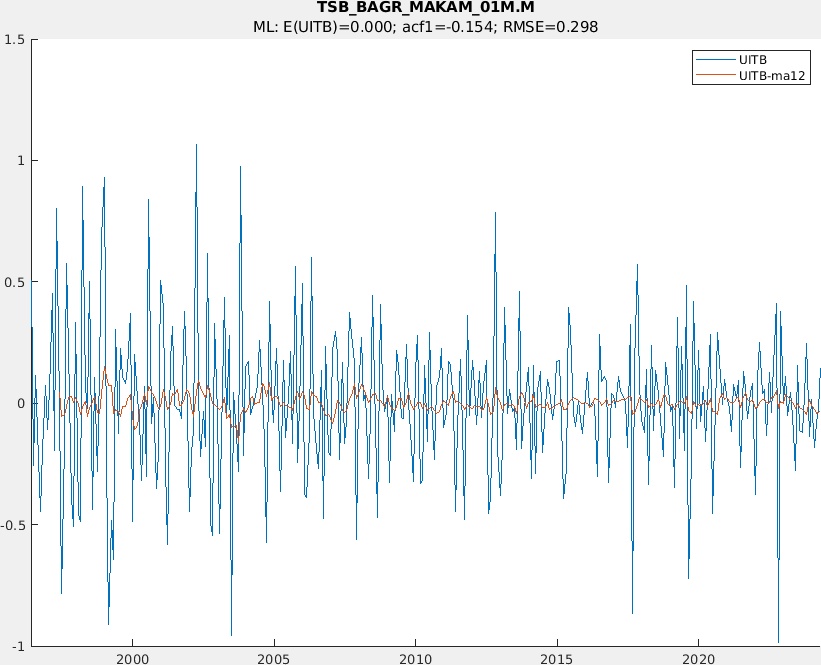 TSB_BAGR_MAKAM_01M.M
ML: E(UITB)=0.000; acf1=-0.154; RMSE=0.298
1.5
UITB
UITB-ma12
1
0.5
0
-0.5
-1
2000 2005 2010 2015 2020